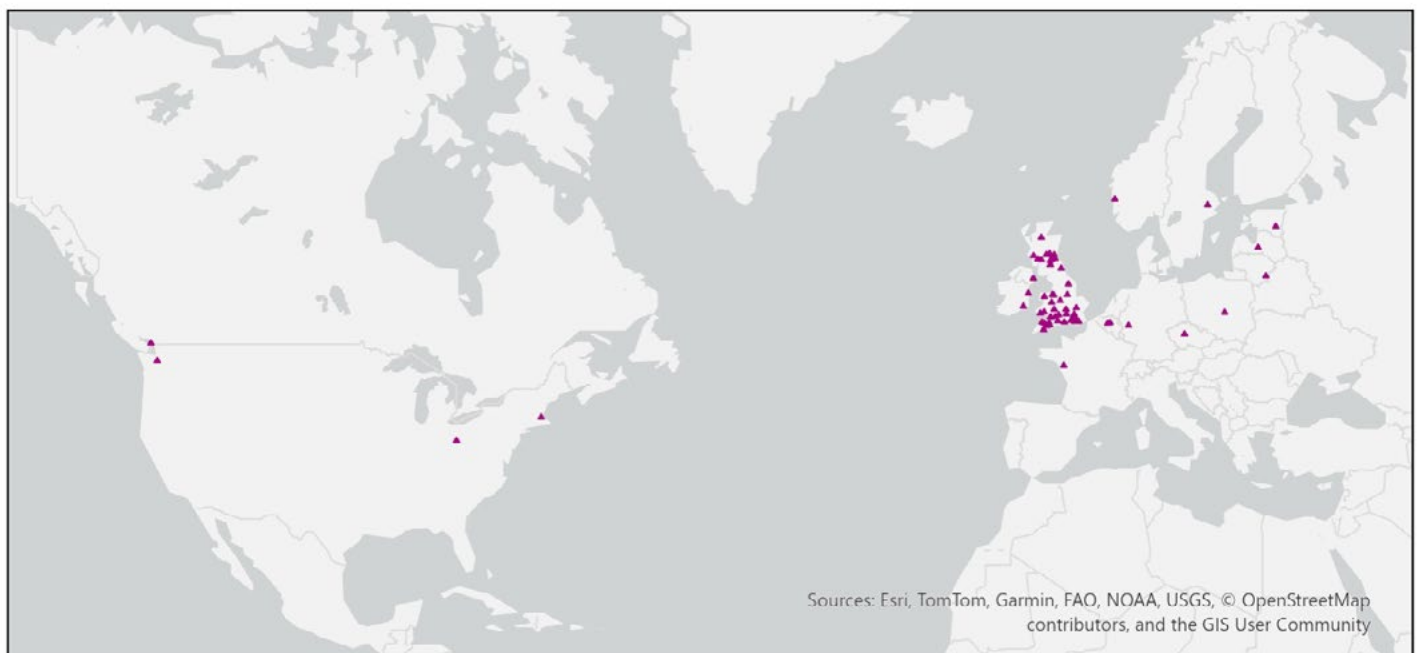 Sources: Esri, TomTom, Garmin, FAO, NOAA, USGS, © OpenStreetMap
contributors, and the GIS User Community